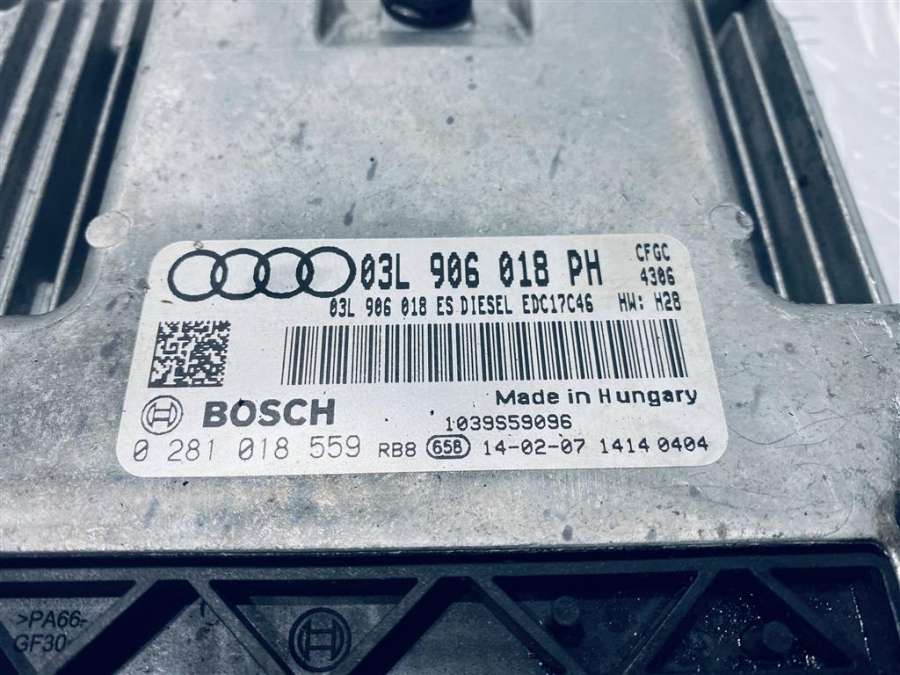 03L 906 018 PH CFGC
4306
03L 906 018 ES DIESEL EDC17C46 HW: H28
Made in Hungary
BOSCH 1039S59096
0 281 018 559 RB8 65B 14-02-07 1414 0404
>PA66-
GF30